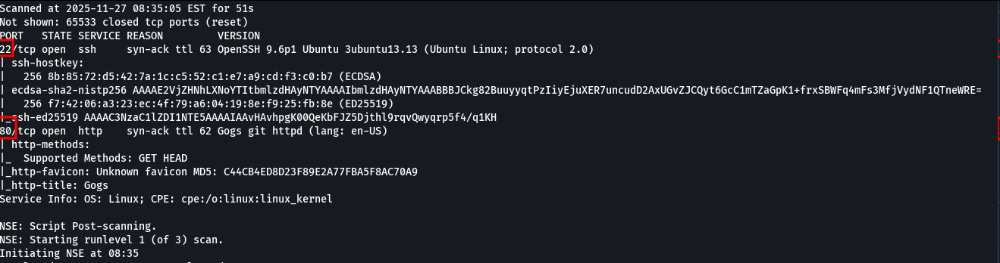 Scanned at 2025-11-27 08:35:05 EST for 51s
Not shown: 65533 closed tcp ports (reset)
PORT   STATE SERVICE REASON         VERSION
22/tcp open  ssh     syn-ack ttl 63 OpenSSH 9.6p1 Ubuntu 3ubuntu13.13 (Ubuntu Linux; protocol 2.0)
| ssh-hostkey:
|   256 8b:85:72:d5:42:7a:1c:c5:52:c1:e7:a9:cd:f3:c0:b7 (ECDSA)
| ecdsa-sha2-nistp256 AAAAE2VjZHNhLXNoYTItbmlzdHAyNTYAAAAIbmlzdHAyNTYAAABBBJCkg82BuuyyqtPzIiyEjuXER7uncudD2AxUGvZJCQyt6GcC1mTZaGpK1+frxSBWFq4mFs3MfjVydNF1QTneWRE=
|   256 f7:42:06:a3:23:ec:4f:79:a6:04:19:8e:f9:25:fb:8e (ED25519)
|_ssh-ed25519 AAAAC3NzaC1lZDI1NTE5AAAAIAAvHAvhpgK00QeKbFJZ5Djthl9rqvQwyqrp5f4/q1KH
80/tcp open  http    syn-ack ttl 62 Gogs git httpd (lang: en-US)
| http-methods:
|_  Supported Methods: GET HEAD
|_http-favicon: Unknown favicon MD5: C44CB4ED8D23F89E2A77FBA5F8AC70A9
|_http-title: Gogs
Service Info: OS: Linux; CPE: cpe:/o:linux:linux_kernel

NSE: Script Post-scanning.
NSE: Starting runlevel 1 (of 3) scan.
Initiating NSE at 08:35